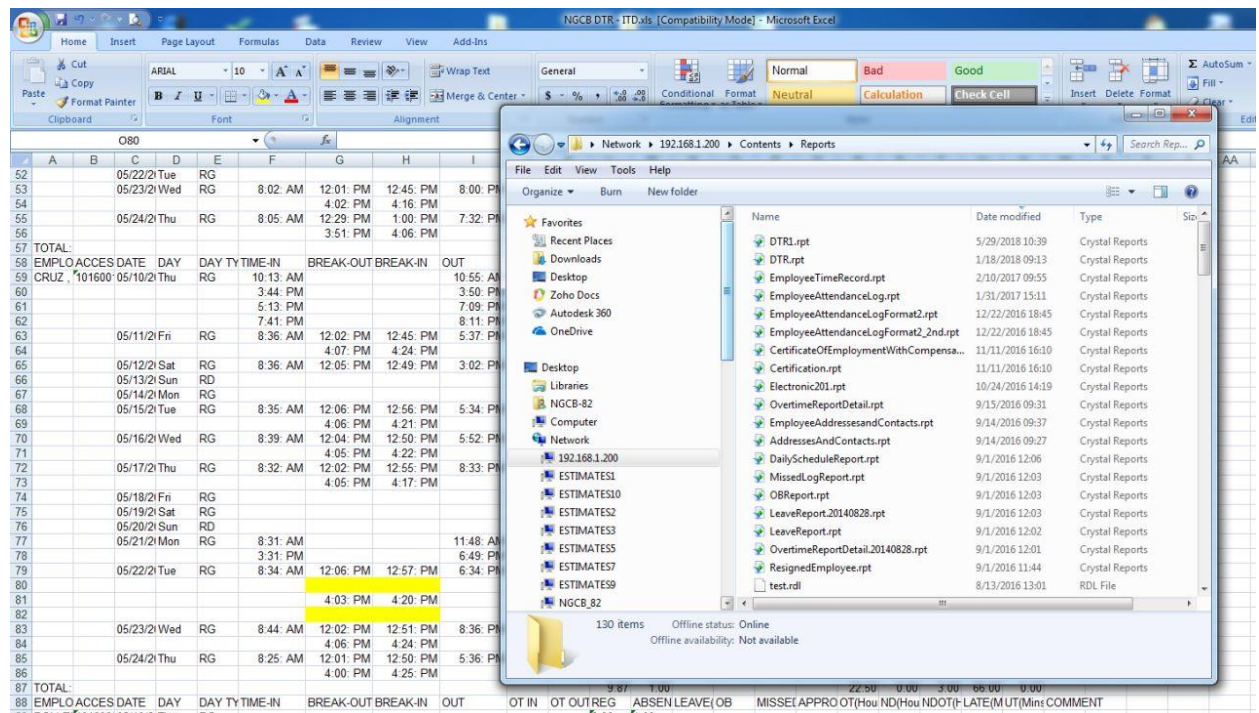 NGCB DTR - ITD.xls [Compatibility Mode] - Microsoft Excel
Home Insert Page Layout Formulas Data Review View Add-Ins
Paste Cut Copy Format Painter Clipboard
ARIAL 10 B I U Font
Wrap Text Merge & Center Alignment
General $ % ,
Conditional Format
Normal Bad Good
Neutral Calculation Check Cell
Insert Delete Format
Σ AutoSum
Fill
Clear
O80 fx
A B C D E F G H I AA
52 05/22/2 Tue RG
53 05/23/2 Wed RG 8:02: AM 12:01: PM 12:45: PM 8:00: PM
54 4:02: PM 4:16: PM
55 05/24/2 Thu RG 8:05: AM 12:29: PM 1:00: PM 7:32: PM
56 3:51: PM 4:06: PM
57 TOTAL:
58 EMPLO ACCES DATE DAY DAY TY TIME-IN BREAK-OUT BREAK-IN OUT
59 CRUZ , 101600 05/10/2 Thu RG 10:13: AM 10:55: AM
60 3:44: PM 3:50: PM
61 5:13: PM 7:09: PM
62 7:41: PM 8:11: PM
63 05/11/2 Fri RG 8:36: AM 12:02: PM 12:45: PM 5:37: PM
64 4:07: PM 4:24: PM
65 05/12/2 Sat RG 8:36: AM 12:05: PM 12:49: PM 3:02: PM
66 05/13/2 Sun RD
67 05/14/2 Mon RG
68 05/15/2 Tue RG 8:35: AM 12:06: PM 12:56: PM 5:34: PM
69 4:06: PM 4:21: PM
70 05/16/2 Wed RG 8:39: AM 12:04: PM 12:50: PM 5:52: PM
71 4:05: PM 4:22: PM
72 05/17/2 Thu RG 8:32: AM 12:02: PM 12:55: PM 8:33: PM
73 4:05: PM 4:17: PM
74 05/18/2 Fri RG
75 05/19/2 Sat RG
76 05/20/2 Sun RD
77 05/21/2 Mon RG 8:31: AM 11:48: AM
78 3:31: PM 6:49: PM
79 05/22/2 Tue RG 8:34: AM 12:06: PM 12:57: PM 6:34: PM
80
81 4:03: PM 4:20: PM
82
83 05/23/2 Wed RG 8:44: AM 12:02: PM 12:51: PM 8:36: PM
84 4:06: PM 4:24: PM
85 05/24/2 Thu RG 8:25: AM 12:01: PM 12:50: PM 5:36: PM
86 4:00: PM 4:25: PM
87 TOTAL: 9.87 1.00 22.50 0.00 3.00 66.00 0.00
88 EMPLO ACCES DATE DAY DAY TY TIME-IN BREAK-OUT BREAK-IN OUT OT IN OT OUT REG ABSEN LEAVE( OB MISSE APPRO OT(Hou ND(Hou NDOT(H LATE(M UT(Mins COMMENT
Network 192.168.1.200 Contents Reports Search Rep...
File Edit View Tools Help
Organize Burn New folder
Favorites
Recent Places
Downloads
Desktop
Zoho Docs
Autodesk 360
OneDrive
Desktop
Libraries
NGCB-82
Computer
Network
192.168.1.200
ESTIMATES1
ESTIMATES10
ESTIMATES2
ESTIMATES3
ESTIMATES5
ESTIMATES7
ESTIMATES9
NGCB_82
Name Date modified Type Siz
DTR1.rpt 5/29/2018 10:39 Crystal Reports
DTR.rpt 1/18/2018 09:13 Crystal Reports
EmployeeTimeRecord.rpt 2/10/2017 09:55 Crystal Reports
EmployeeAttendanceLog.rpt 1/31/2017 15:11 Crystal Reports
EmployeeAttendanceLogFormat2.rpt 12/22/2016 18:45 Crystal Reports
EmployeeAttendanceLogFormat2_2nd.rpt 12/22/2016 18:45 Crystal Reports
CertificateOfEmploymentWithCompensa... 11/11/2016 16:10 Crystal Reports
Certification.rpt 11/11/2016 16:10 Crystal Reports
Electronic201.rpt 10/24/2016 14:19 Crystal Reports
OvertimeReportDetail.rpt 9/15/2016 09:31 Crystal Reports
EmployeeAddressesandContacts.rpt 9/14/2016 09:37 Crystal Reports
AddressesAndContacts.rpt 9/14/2016 09:27 Crystal Reports
DailyScheduleReport.rpt 9/1/2016 12:06 Crystal Reports
MissedLogReport.rpt 9/1/2016 12:03 Crystal Reports
OBReport.rpt 9/1/2016 12:03 Crystal Reports
LeaveReport.20140828.rpt 9/1/2016 12:03 Crystal Reports
LeaveReport.rpt 9/1/2016 12:02 Crystal Reports
OvertimeReportDetail.20140828.rpt 9/1/2016 12:01 Crystal Reports
ResignedEmployee.rpt 9/1/2016 11:44 Crystal Reports
test.rdl 8/13/2016 13:01 RDL File
130 items Offline status: Online
Offline availability: Not available